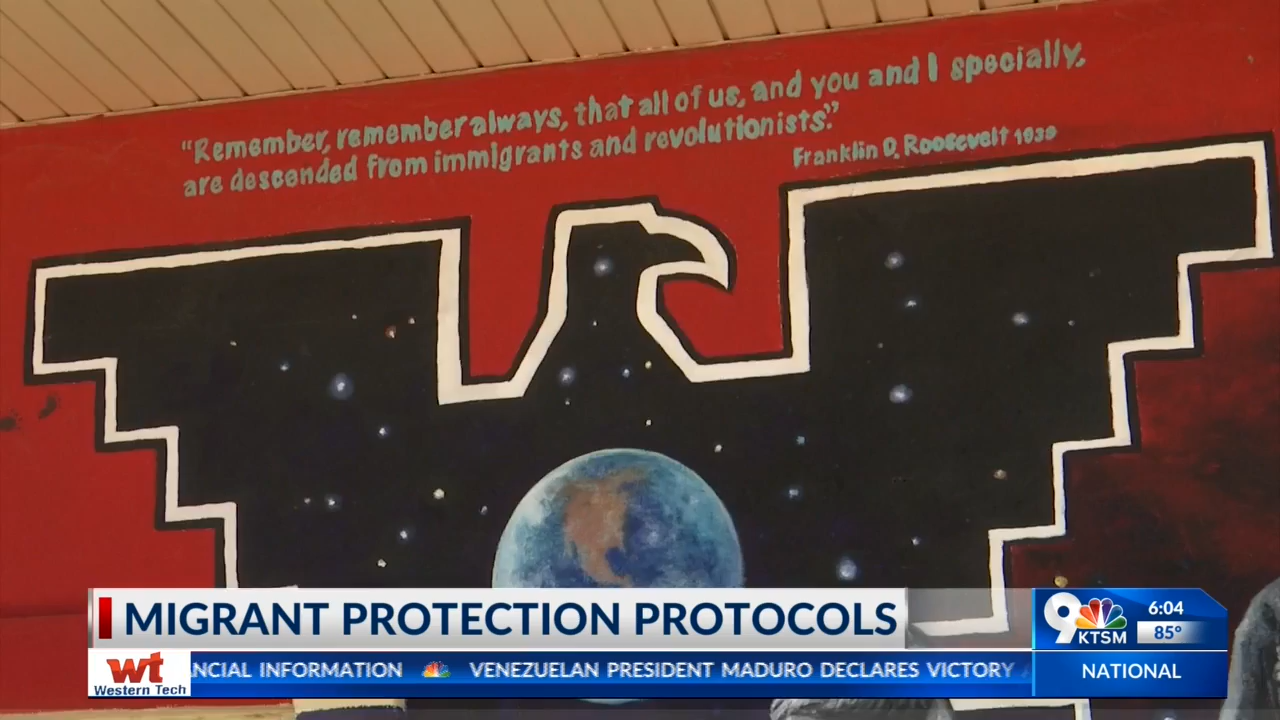 “Remember, remember always, that all of us, and you and I specially,
are descended from immigrants and revolutionists.”
Franklin D. Roosevelt 1939
MIGRANT PROTECTION PROTOCOLS
9 KTSM
6:04
85°
wt
Western Tech
NCIAL INFORMATION VENEZUELAN PRESIDENT MADURO DECLARES VICTORY
NATIONAL